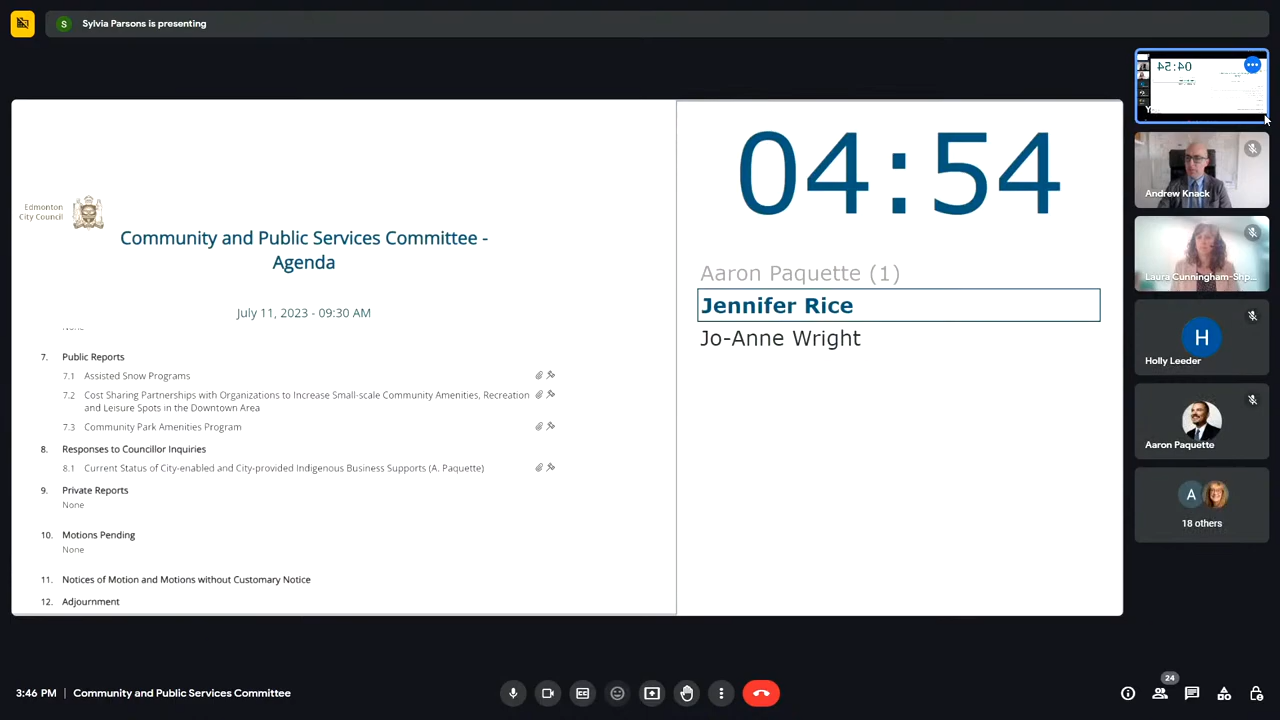 S Sylvia Parsons is presenting
Edmonton
City Council
Community and Public Services Committee -
Agenda
July 11, 2023 - 09:30 AM
7. Public Reports
7.1 Assisted Snow Programs
7.2 Cost Sharing Partnerships with Organizations to Increase Small-scale Community Amenities, Recreation
and Leisure Spots in the Downtown Area
7.3 Community Park Amenities Program
8. Responses to Councillor Inquiries
8.1 Current Status of City-enabled and City-provided Indigenous Business Supports (A. Paquette)
9. Private Reports
None
10. Motions Pending
None
11. Notices of Motion and Motions without Customary Notice
12. Adjournment
04:54
Aaron Paquette (1)
Jennifer Rice
Jo-Anne Wright
04:54
Andrew Knack
Laura Cunningham-Shp...
H
Holly Leeder
Aaron Paquette
A
18 others
3:46 PM | Community and Public Services Committee
24